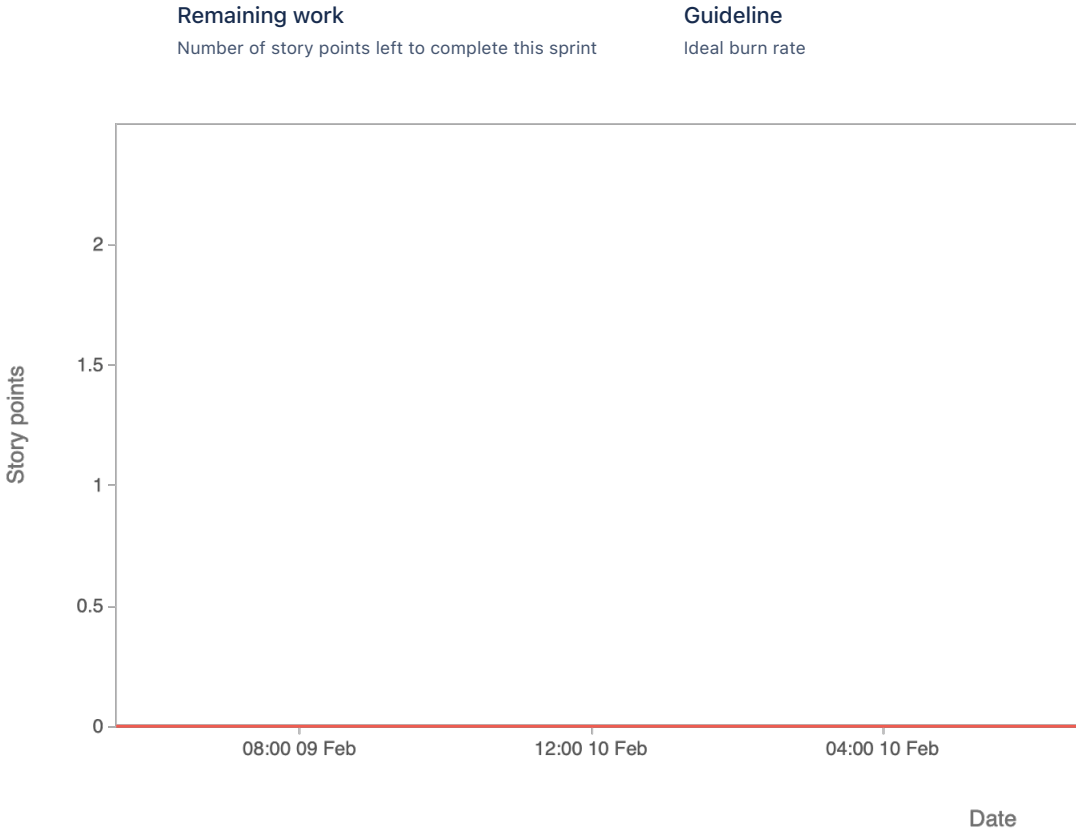 Remaining work
Guideline
Number of story points left to complete this sprint
Ideal burn rate
2
1.5
Story points
1
0.5
0
08:00 09 Feb
12:00 10 Feb
04:00 10 Feb
Date